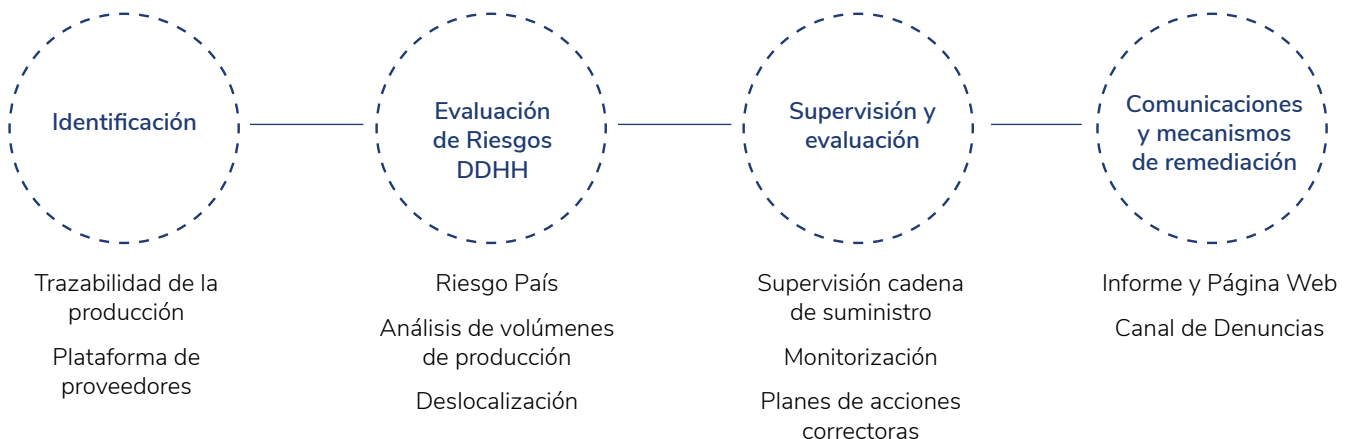 Identificación
Trazabilidad de la
producción
Plataforma de
proveedores
Evaluación
de Riesgos
DDHH
Riesgo País
Análisis de volúmenes
de producción
Deslocalización
Supervisión y
evaluación
Supervisión cadena
de suministro
Monitorización
Planes de acciones
correctoras
Comunicaciones
y mecanismos
de remediación
Informe y Página Web
Canal de Denuncias